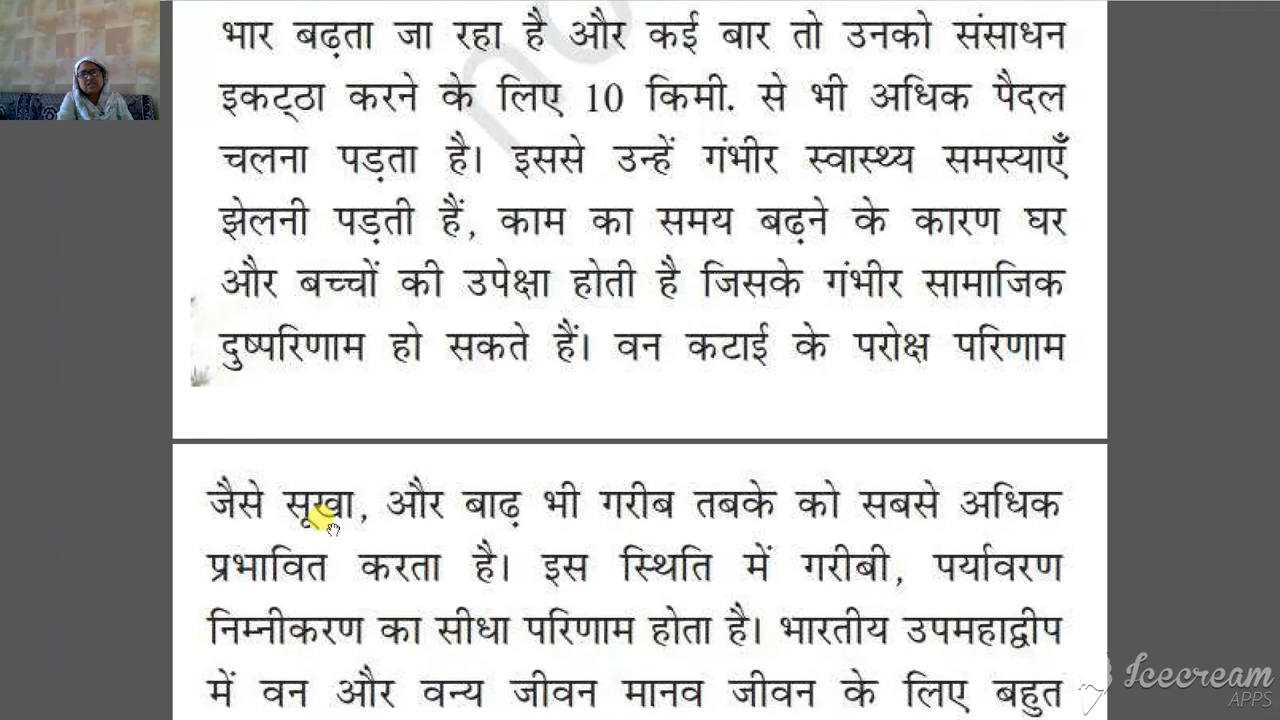 भार बढ़ता जा रहा है और कई बार तो उनको संसाधन
इकट्ठा करने के लिए 10 किमी. से भी अधिक पैदल
चलना पड़ता है। इससे उन्हें गंभीर स्वास्थ्य समस्याएँ
झेलनी पड़ती हैं, काम का समय बढ़ने के कारण घर
और बच्चों की उपेक्षा होती है जिसके गंभीर सामाजिक
दुष्परिणाम हो सकते हैं। वन कटाई के परोक्ष परिणाम
जैसे सूखा, और बाढ़ भी गरीब तबके को सबसे अधिक
प्रभावित करता है। इस स्थिति में गरीबी, पर्यावरण
निम्नीकरण का सीधा परिणाम होता है। भारतीय उपमहाद्वीप
में वन और वन्य जीवन मानव जीवन के लिए बहुत
Icecream
APPS